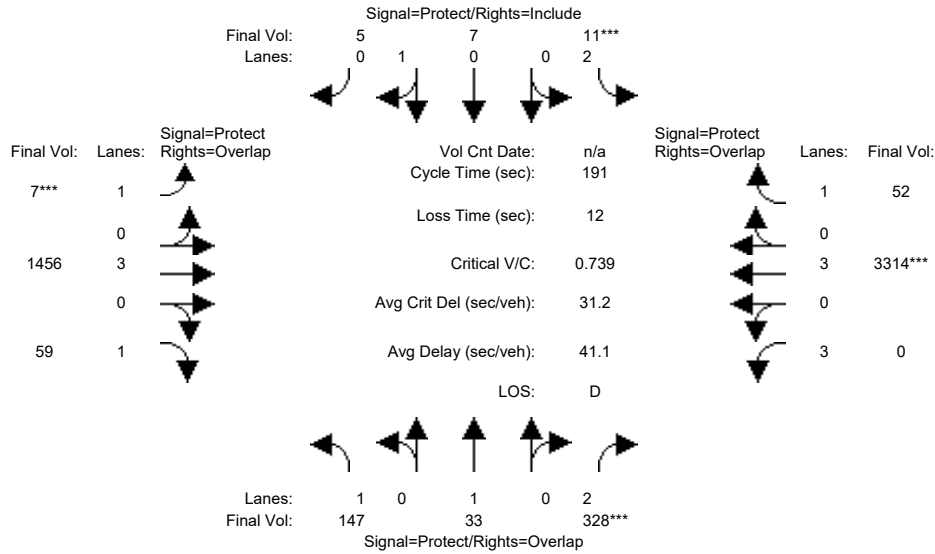 Signal=Protect/Rights=Include
Final Vol: 5 7 11***
Lanes: 0 1 0 0 2
Signal=Protect
Final Vol: Lanes: Rights=Overlap
Vol Cnt Date: n/a
Signal=Protect
Rights=Overlap Lanes: Final Vol:
Cycle Time (sec): 191
7*** 1
1 52
Loss Time (sec): 12
0
0
1456 3
Critical V/C: 0.739
3 3314***
0
Avg Crit Del (sec/veh): 31.2
0
59 1
Avg Delay (sec/veh): 41.1
3 0
LOS: D
Lanes: 1 0 1 0 2
Final Vol: 147 33 328***
Signal=Protect/Rights=Overlap